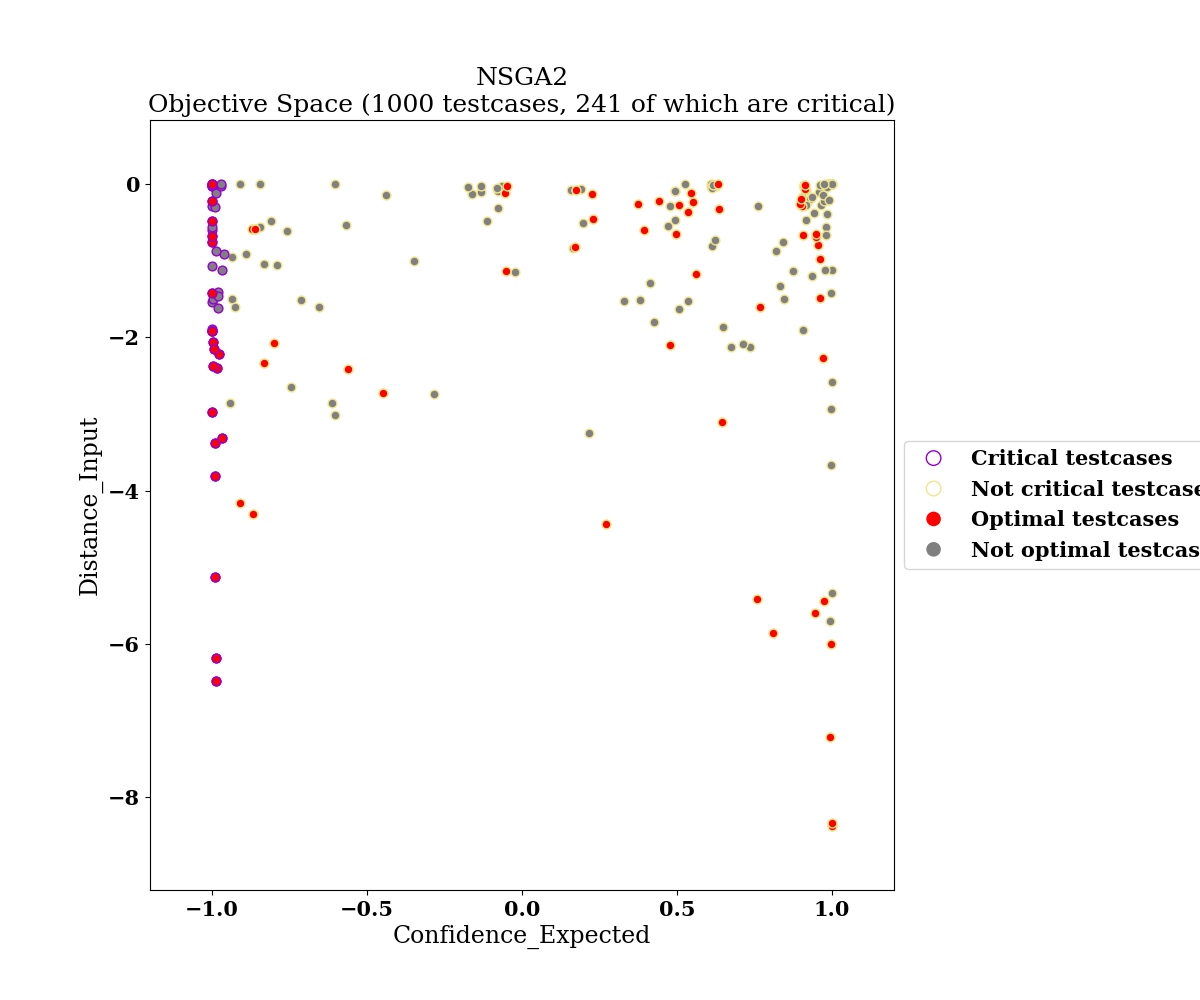 NSGA2
Objective Space (1000 testcases, 241 of which are critical)
0
−2
−4
−6
−8
Distance_Input
−1.0
−0.5
0.0
0.5
1.0
Confidence_Expected
Critical testcases
Not critical testcase
Optimal testcases
Not optimal testcas